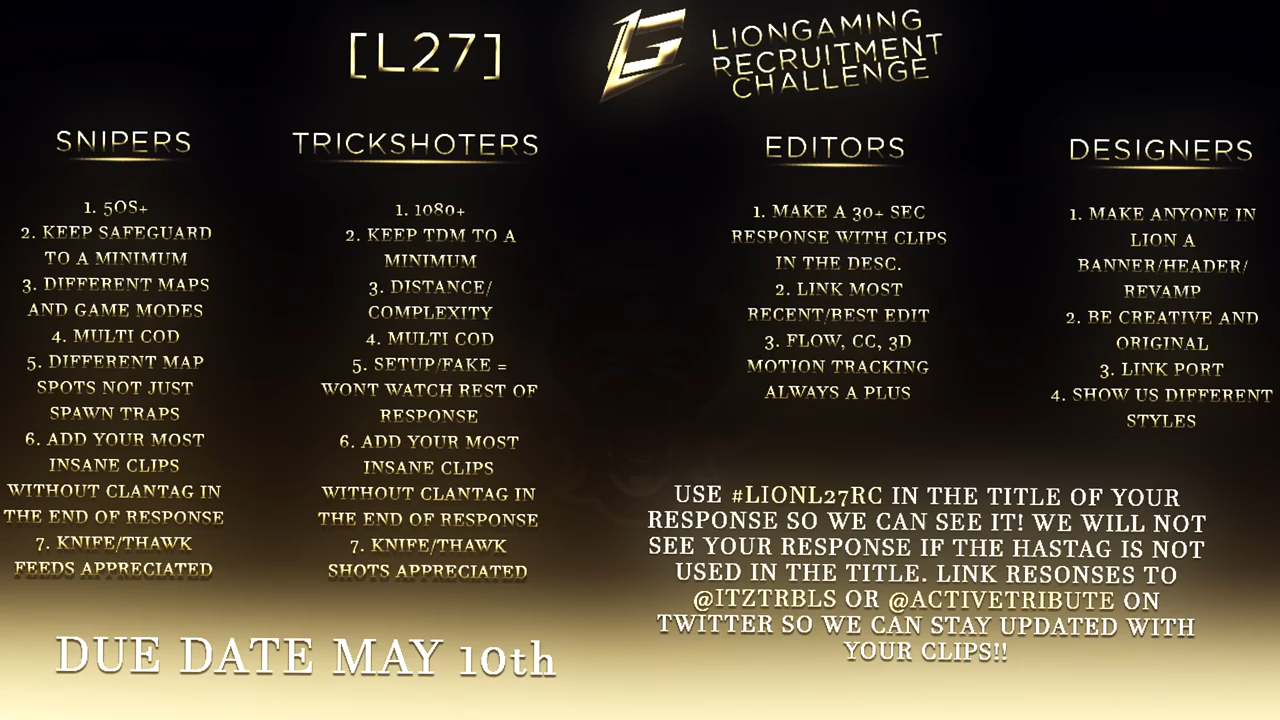 [L27]
LIONGAMING
RECRUITMENT
CHALLENGE
SNIPERS
1. 5OS+
2. KEEP SAFEGUARD
TO A MINIMUM
3. DIFFERENT MAPS
AND GAME MODES
4. MULTI COD
5. DIFFERENT MAP
SPOTS NOT JUST
SPAWN TRAPS
6. ADD YOUR MOST
INSANE CLIPS
WITHOUT CLANTAG IN
THE END OF RESPONSE
7. KNIFE/THAWK
FEEDS APPRECIATED
TRICKSHOTERS
1. 1080+
2. KEEP TDM TO A
MINIMUM
3. DISTANCE/
COMPLEXITY
4. MULTI COD
5. SETUP/FAKE =
WONT WATCH REST OF
RESPONSE
6. ADD YOUR MOST
INSANE CLIPS
WITHOUT CLANTAG IN
THE END OF RESPONSE
7. KNIFE/THAWK
SHOTS APPRECIATED
EDITORS
1. MAKE A 30+ SEC
RESPONSE WITH CLIPS
IN THE DESC.
2. LINK MOST
RECENT/BEST EDIT
3. FLOW, CC, 3D
MOTION TRACKING
ALWAYS A PLUS
DESIGNERS
1. MAKE ANYONE IN
LION A
BANNER/HEADER/
REVAMP
2. BE CREATIVE AND
ORIGINAL
3. LINK PORT
4. SHOW US DIFFERENT
STYLES
USE #LIONL27RC IN THE TITLE OF YOUR
RESPONSE SO WE CAN SEE IT! WE WILL NOT
SEE YOUR RESPONSE IF THE HASTAG IS NOT
USED IN THE TITLE. LINK RESONSES TO
@ITZTRBLS OR @ACTIVETRIBUTE ON
TWITTER SO WE CAN STAY UPDATED WITH
YOUR CLIPS!!
DUE DATE MAY 10th